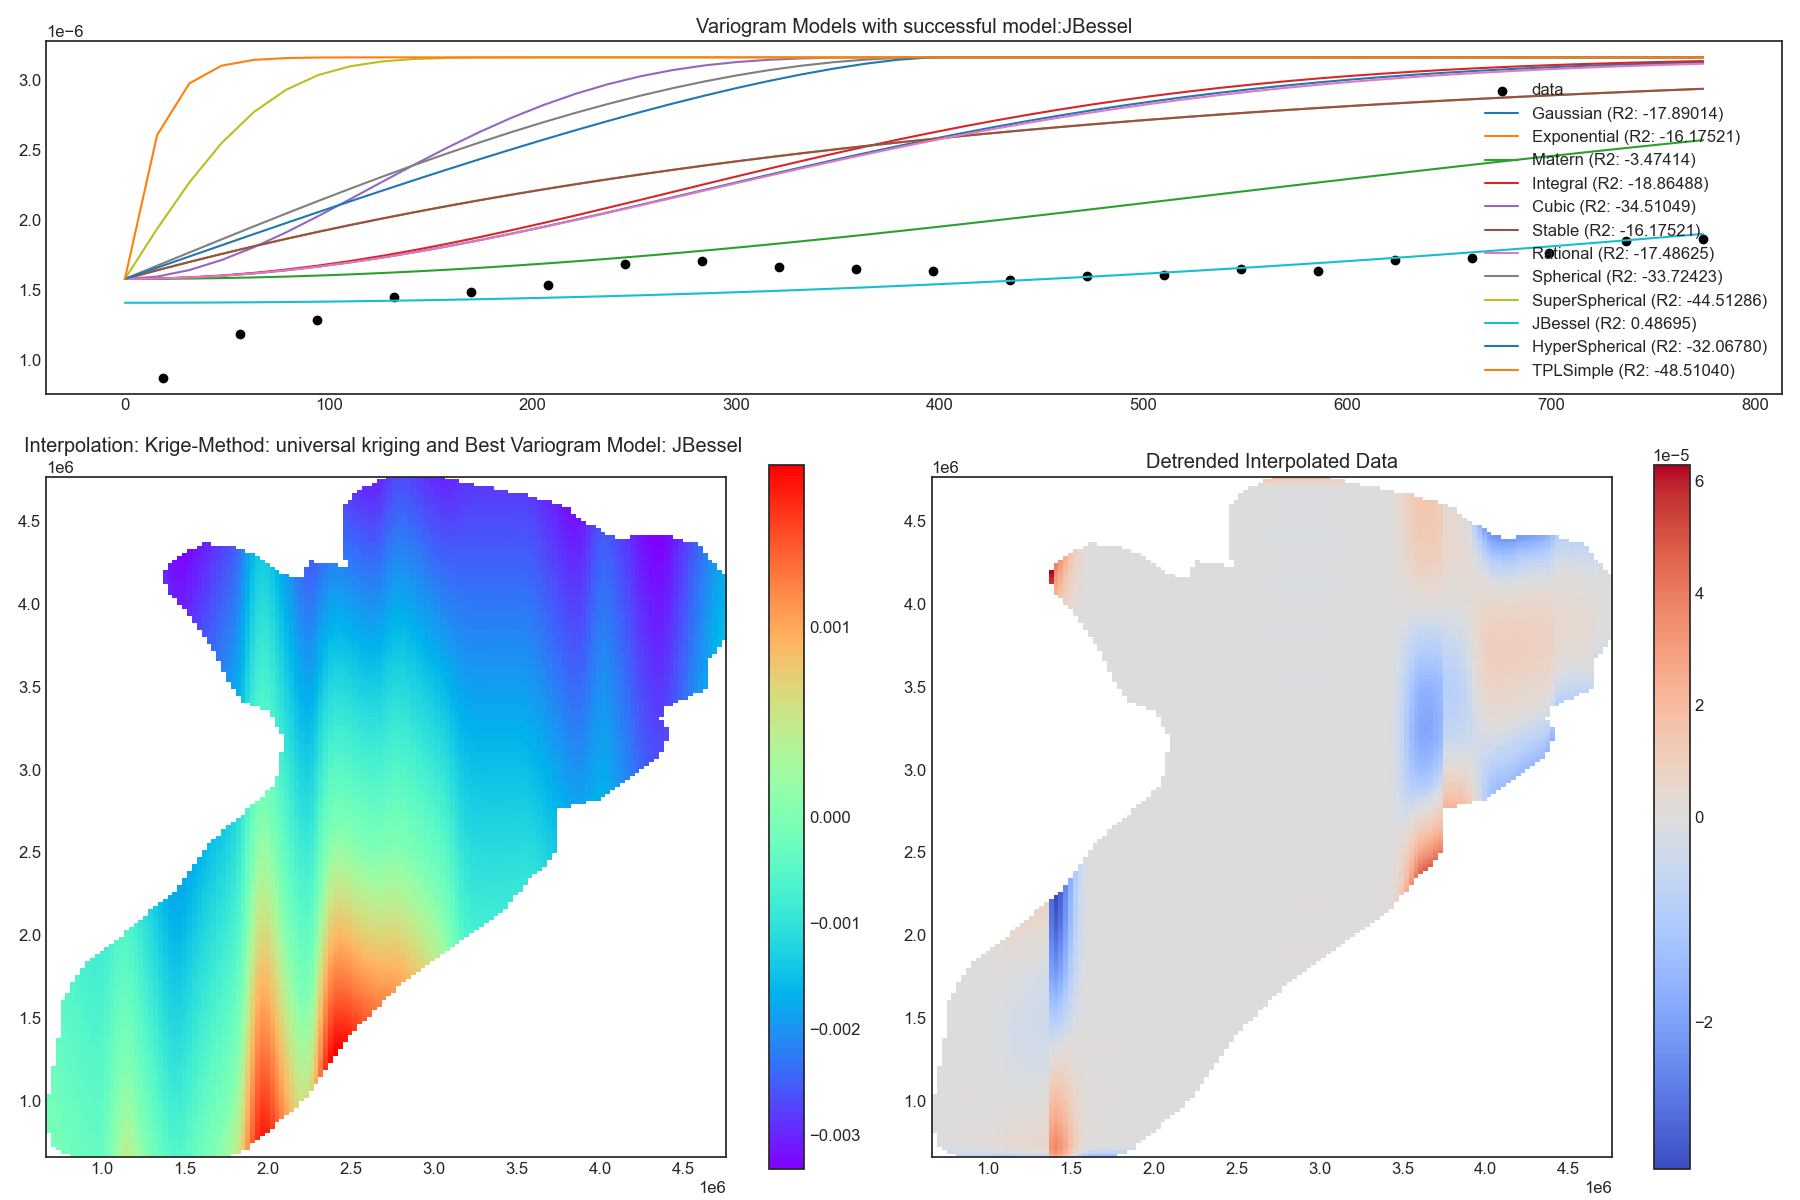 Variogram Models with successful model:JBessel
1e−6
3.0
2.5
2.0
1.5
1.0
0
100
200
300
400
500
600
700
800
data
Gaussian (R2: -17.89014)
Exponential (R2: -16.17521)
Matern (R2: -3.47414)
Integral (R2: -18.86488)
Cubic (R2: -34.51049)
Stable (R2: -16.17521)
Rational (R2: -17.48625)
Spherical (R2: -33.72423)
SuperSpherical (R2: -44.51286)
JBessel (R2: 0.48695)
HyperSpherical (R2: -32.06780)
TPLSimple (R2: -48.51040)
Interpolation: Krige-Method: universal kriging and Best Variogram Model: JBessel
1e6
4.5
4.0
3.5
3.0
2.5
2.0
1.5
1.0
1.0
1.5
2.0
2.5
3.0
3.5
4.0
4.5
1e6
0.001
0.000
−0.001
−0.002
−0.003
Detrended Interpolated Data
1e6
4.5
4.0
3.5
3.0
2.5
2.0
1.5
1.0
1.0
1.5
2.0
2.5
3.0
3.5
4.0
4.5
1e6
1e−5
6
4
2
0
−2